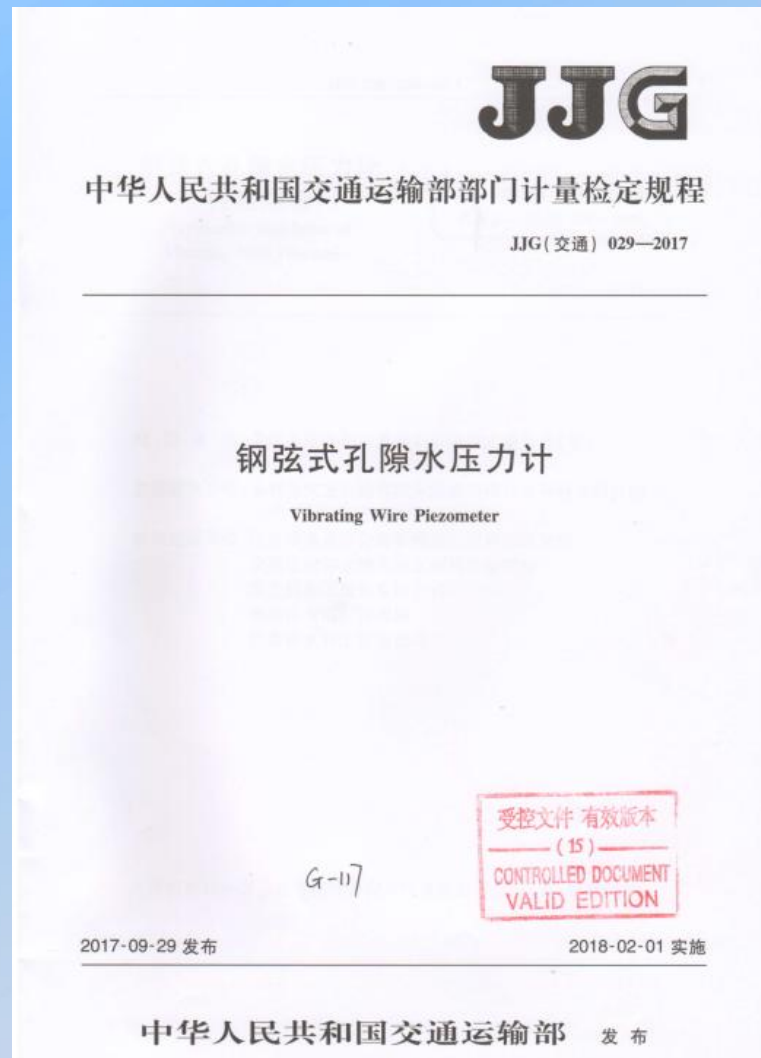 JJG
中华人民共和国交通运输部部门计量检定规程
JJG(交通) 029—2017
钢弦式孔隙水压力计
Vibrating Wire Piezometer
受控文件 有效版本
(15)
CONTROLLED DOCUMENT
VALID EDITION
G-117
2017-09-29 发布
2018-02-01 实施
中华人民共和国交通运输部 发布